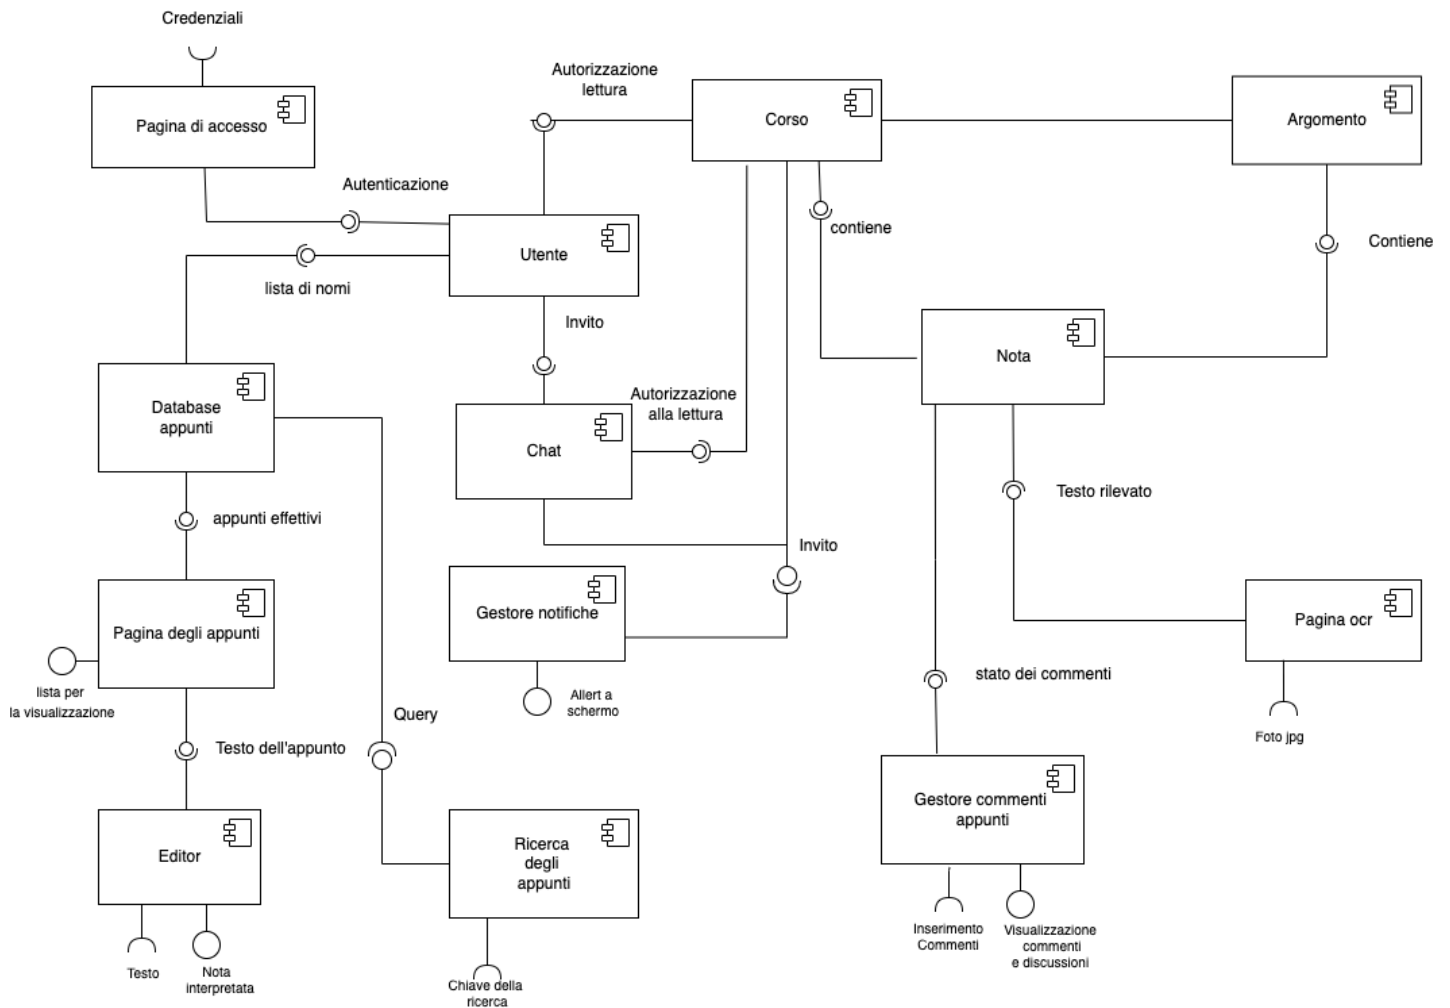 Credenziali
Pagina di accesso
Autorizzazione
lettura
Corso
Argomento
Autenticazione
Utente
contiene
Contiene
lista di nomi
Invito
Nota
Database
appunti
Autorizzazione
alla lettura
Chat
Testo rilevato
appunti effettivi
Invito
Gestore notifiche
Pagina ocr
Pagina degli appunti
lista per
la visualizzazione
Allert a
schermo
stato dei commenti
Query
Foto jpg
Testo dell'appunto
Gestore commenti
appunti
Editor
Ricerca
degli
appunti
Inserimento
Commenti
Visualizzazione
commenti
e discussioni
Testo
Nota
interpretata
Chiave della
ricerca